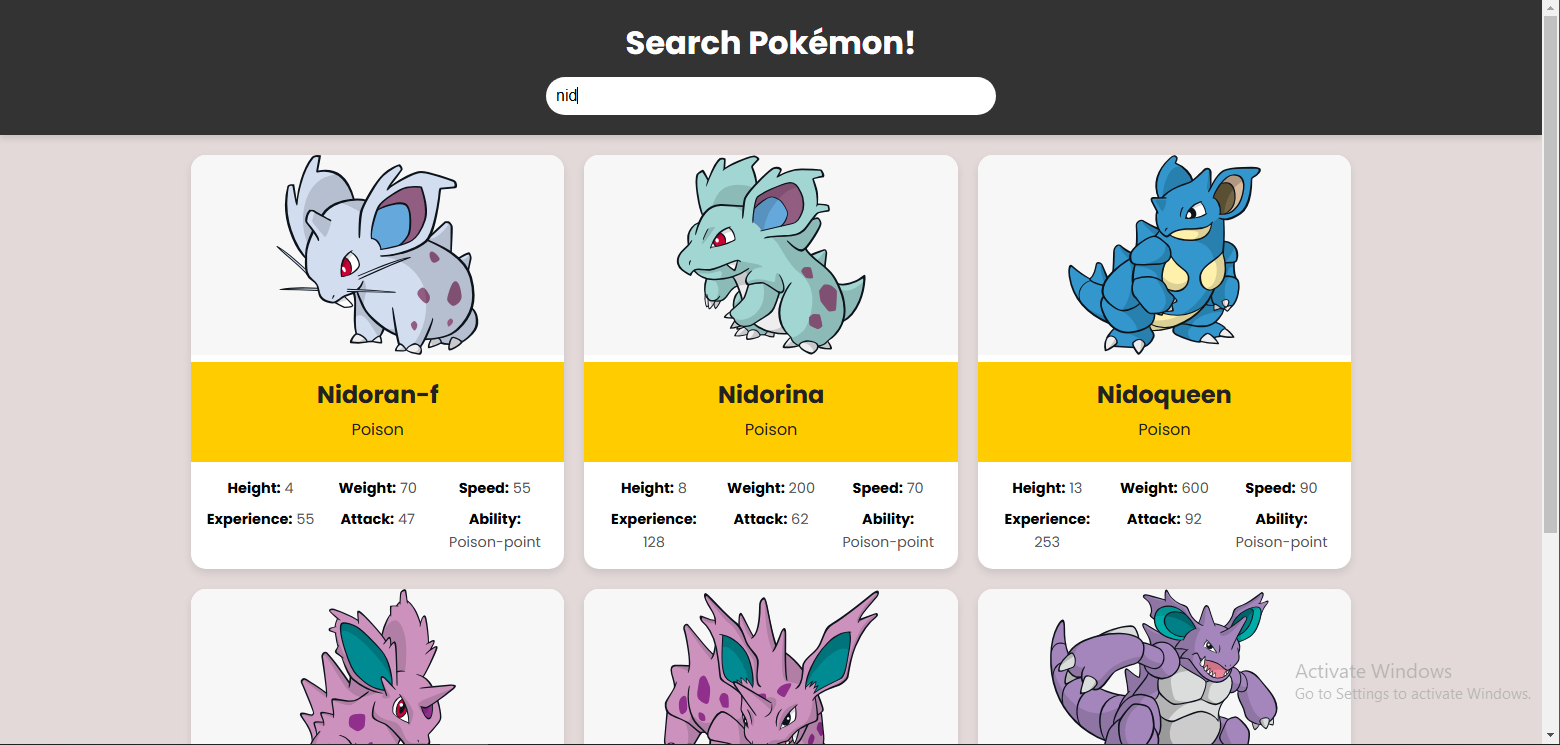 Search Pokémon!
nid
Nidoran-f
Poison
Height: 4 Weight: 70 Speed: 55
Experience: 55 Attack: 47 Ability:
Poison-point
Nidorina
Poison
Height: 8 Weight: 200 Speed: 70
Experience: Attack: 62 Ability:
128 Poison-point
Nidoqueen
Poison
Height: 13 Weight: 600 Speed: 90
Experience: Attack: 92 Ability:
253 Poison-point
Activate Windows
Go to Settings to activate Windows.